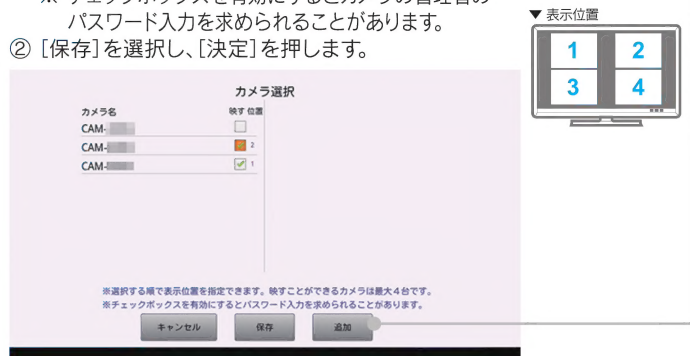 ※ チェックボックスを有効にするとカメラの管理者の
パスワード入力を求められることがあります。
② [保存]を選択し、[決定]を押します。
▼ 表示位置
1 2
3 4
カメラ選択
カメラ名 映す 位置
CAM-
CAM- 2
CAM- 1
※選択する順で表示位置を指定できます。映すことができるカメラは最大4台です。
※チェックボックスを有効にするとパスワード入力を求められることがあります。
キャンセル 保存 追加